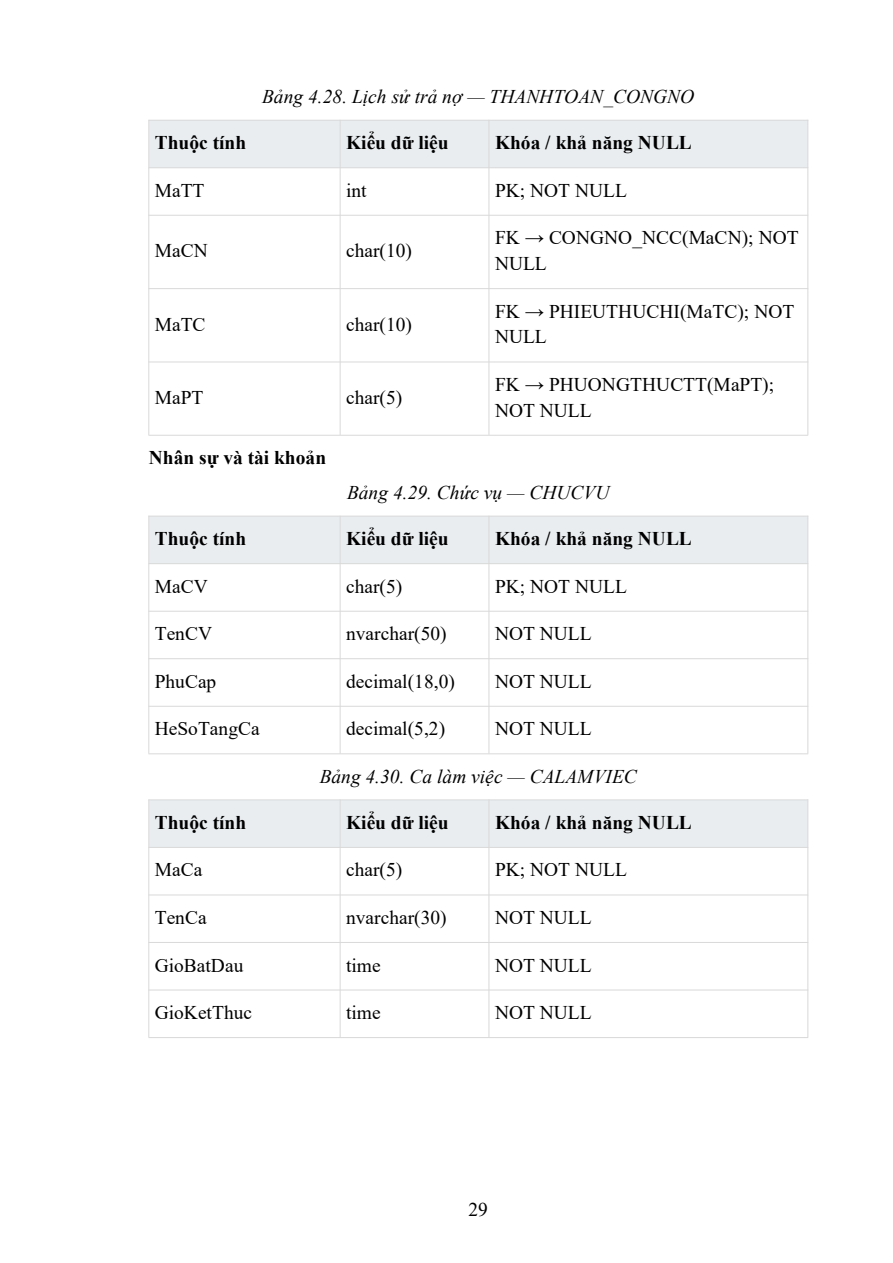 Bảng 4.28. Lịch sử trả nợ — THANHTOAN_CONGNO
Thuộc tính Kiểu dữ liệu Khóa / khả năng NULL
MaTT int PK; NOT NULL
MaCN char(10) FK → CONGNO_NCC(MaCN); NOT
NULL
MaTC char(10) FK → PHIEUTHUCHI(MaTC); NOT
NULL
MaPT char(5) FK → PHUONGTHUCTT(MaPT);
NOT NULL
Nhân sự và tài khoản
Bảng 4.29. Chức vụ — CHUCVU
Thuộc tính Kiểu dữ liệu Khóa / khả năng NULL
MaCV char(5) PK; NOT NULL
TenCV nvarchar(50) NOT NULL
PhuCap decimal(18,0) NOT NULL
HeSoTangCa decimal(5,2) NOT NULL
Bảng 4.30. Ca làm việc — CALAMVIEC
Thuộc tính Kiểu dữ liệu Khóa / khả năng NULL
MaCa char(5) PK; NOT NULL
TenCa nvarchar(30) NOT NULL
GioBatDau time NOT NULL
GioKetThuc time NOT NULL
29